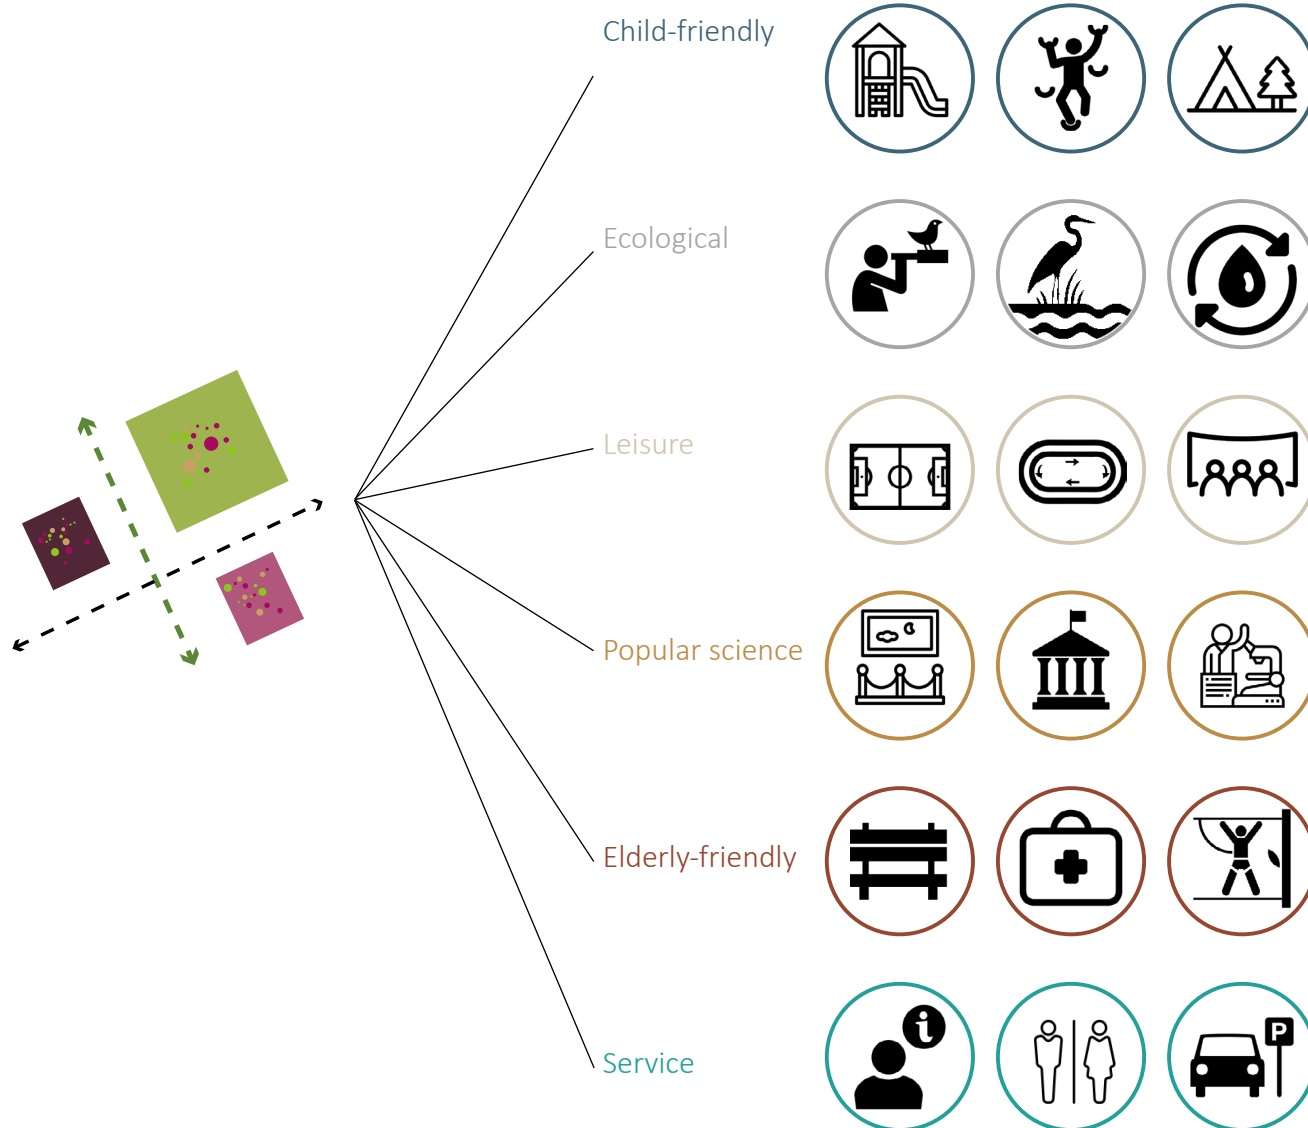 Child-friendly
Ecological
Leisure
Popular science
Elderly-friendly
i
Service
P